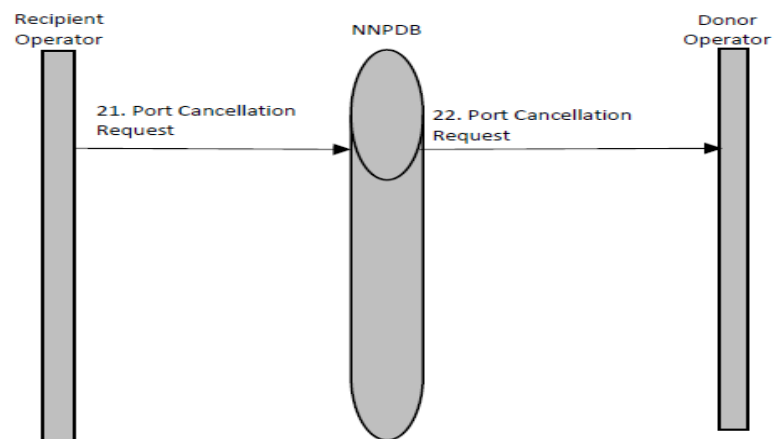 Recipient
Operator
NNPDB
Donor
Operator
21. Port Cancellation
Request
22. Port Cancellation
Request